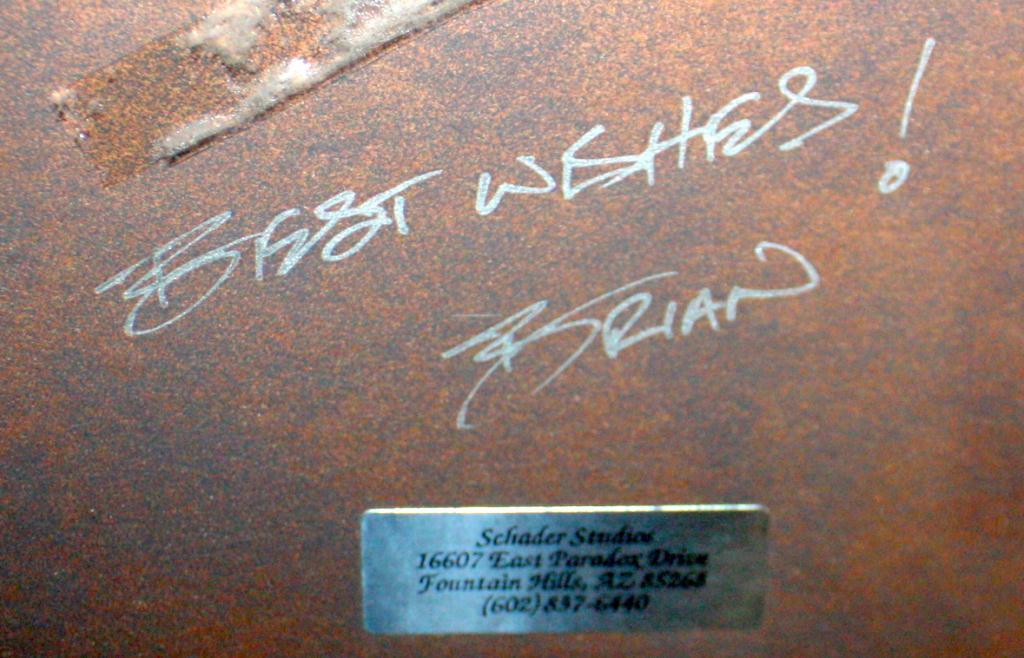 BEST WISHES!
BRIAN
Schader Studios
16607 East Paradox Drive
Fountain Hills, AZ 85268
(602) 837-6440